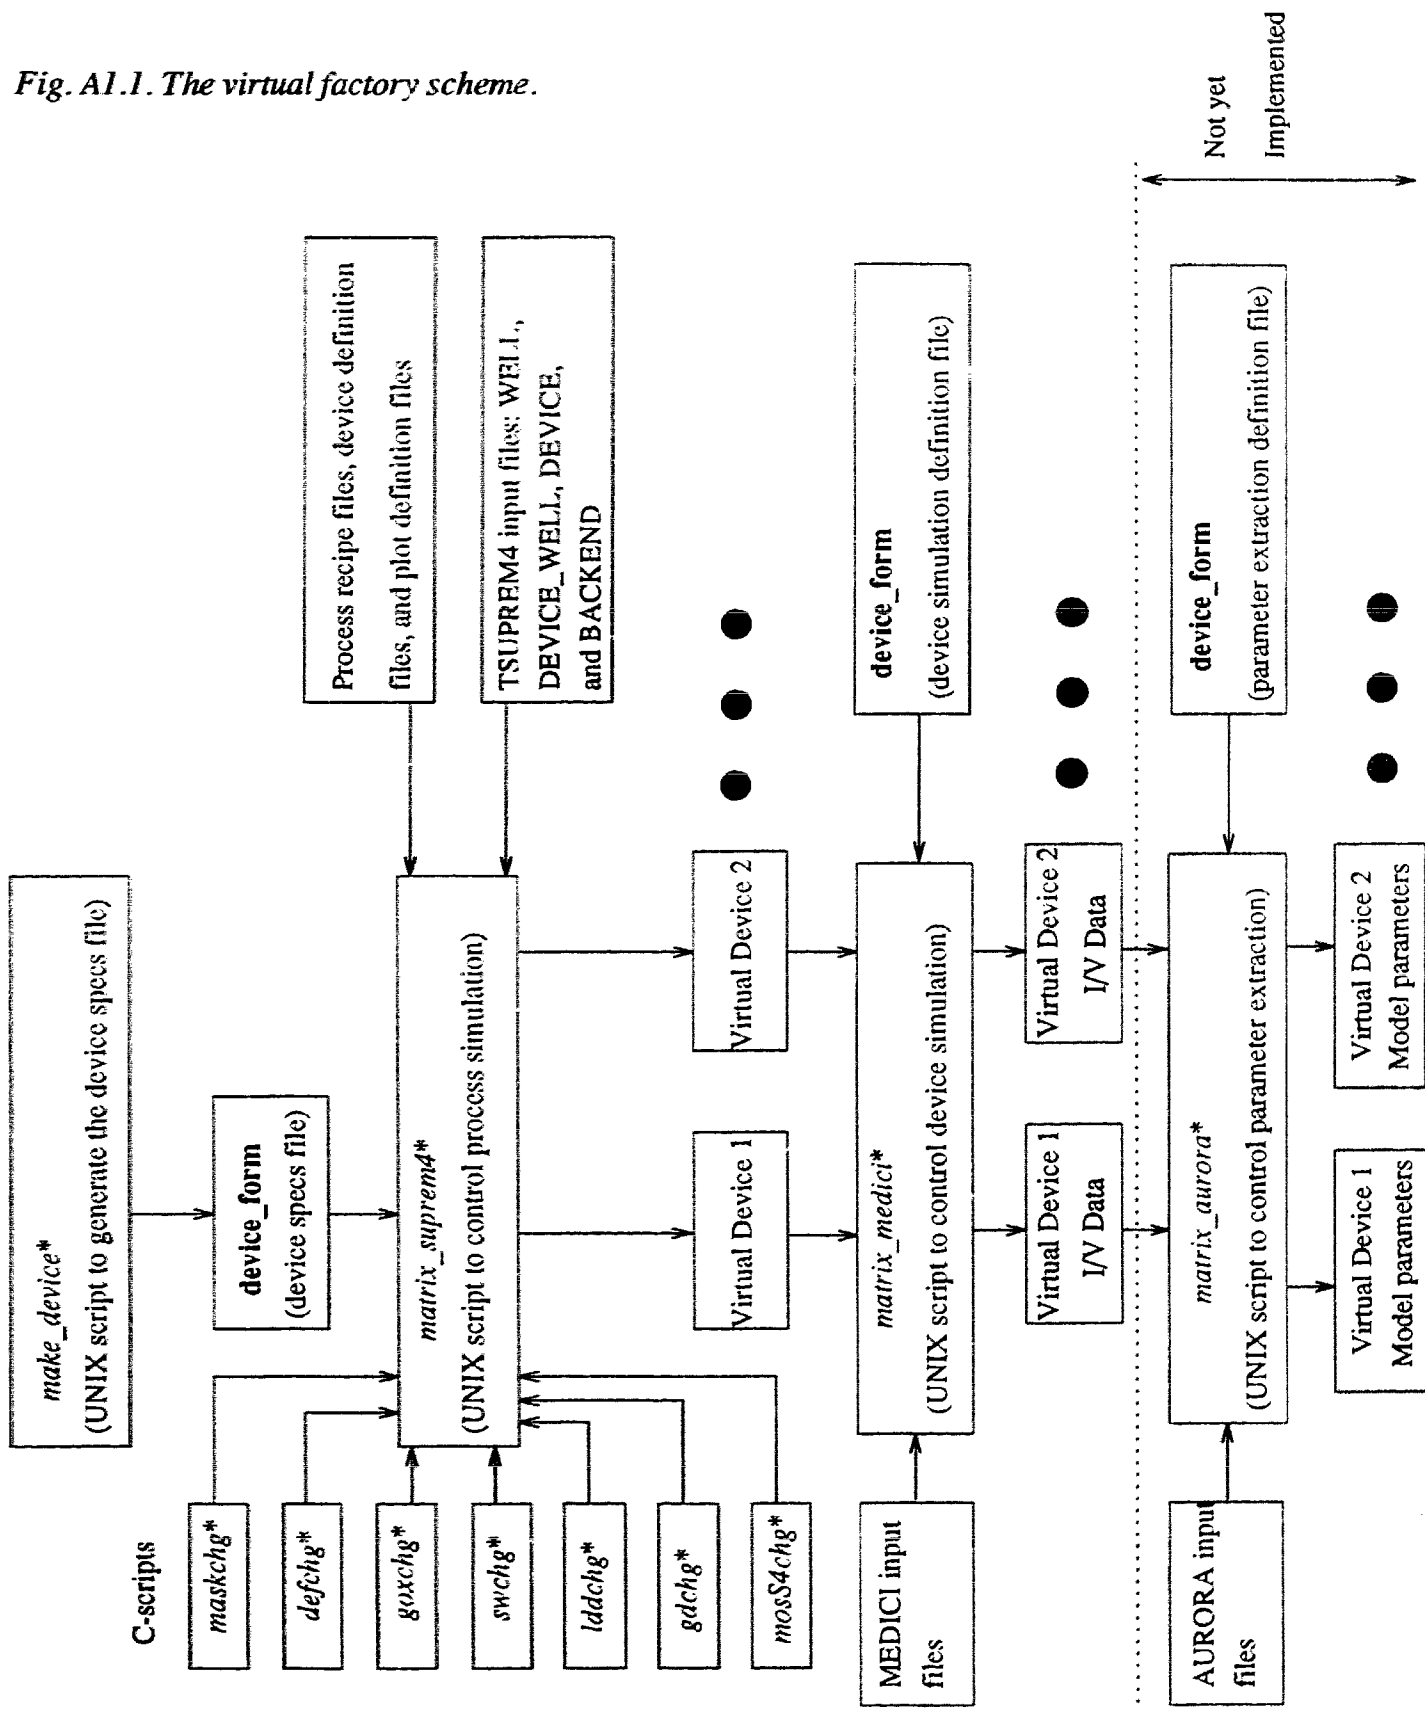 Fig. A1.1. The virtual factory scheme.
make_device*
(UNIX script to generate the device specs file)
device_form
(device specs file)
C-scripts
maskchg*
defchg*
goxchg*
swchg*
lddchg*
gdchg*
mosS4chg*
matrix_suprem4*
(UNIX script to control process simulation)
Process recipe files, device definition
files, and plot definition files
TSUPREM4 input files: WELL,
DEVICE_WELL, DEVICE,
and BACKEND
Virtual Device 1
Virtual Device 2
MEDICI input
files
matrix_medici*
(UNIX script to control device simulation)
device_form
(device simulation definition file)
Virtual Device 1
I/V Data
Virtual Device 2
I/V Data
Not yet
Implemented
AURORA input
files
matrix_aurora*
(UNIX script to control parameter extraction)
device_form
(parameter extraction definition file)
Virtual Device 1
Model parameters
Virtual Device 2
Model parameters